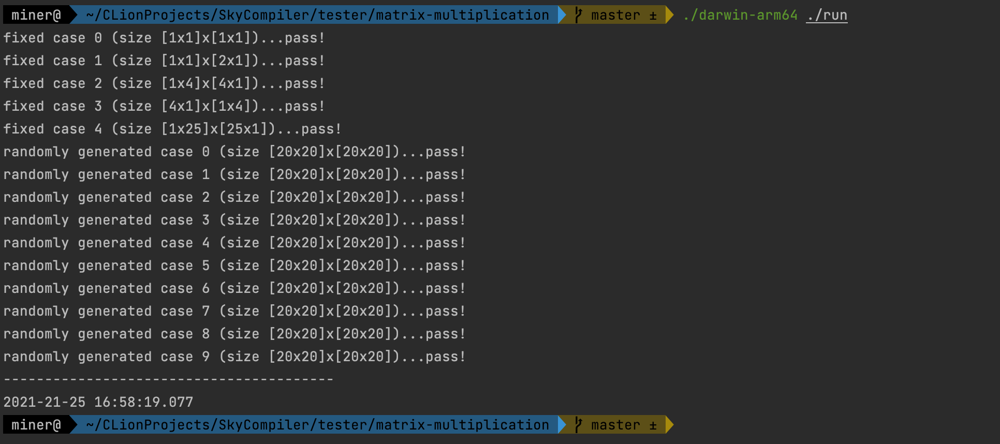 miner@ ~/CLionProjects/SkyCompiler/tester/matrix-multiplication master ± ./darwin-arm64 ./run
fixed case 0 (size [1x1]x[1x1])...pass!
fixed case 1 (size [1x1]x[2x1])...pass!
fixed case 2 (size [1x4]x[4x1])...pass!
fixed case 3 (size [4x1]x[1x4])...pass!
fixed case 4 (size [1x25]x[25x1])...pass!
randomly generated case 0 (size [20x20]x[20x20])...pass!
randomly generated case 1 (size [20x20]x[20x20])...pass!
randomly generated case 2 (size [20x20]x[20x20])...pass!
randomly generated case 3 (size [20x20]x[20x20])...pass!
randomly generated case 4 (size [20x20]x[20x20])...pass!
randomly generated case 5 (size [20x20]x[20x20])...pass!
randomly generated case 6 (size [20x20]x[20x20])...pass!
randomly generated case 7 (size [20x20]x[20x20])...pass!
randomly generated case 8 (size [20x20]x[20x20])...pass!
randomly generated case 9 (size [20x20]x[20x20])...pass!
----------------------------------------
2021-21-25 16:58:19.077
miner@ ~/CLionProjects/SkyCompiler/tester/matrix-multiplication master ±